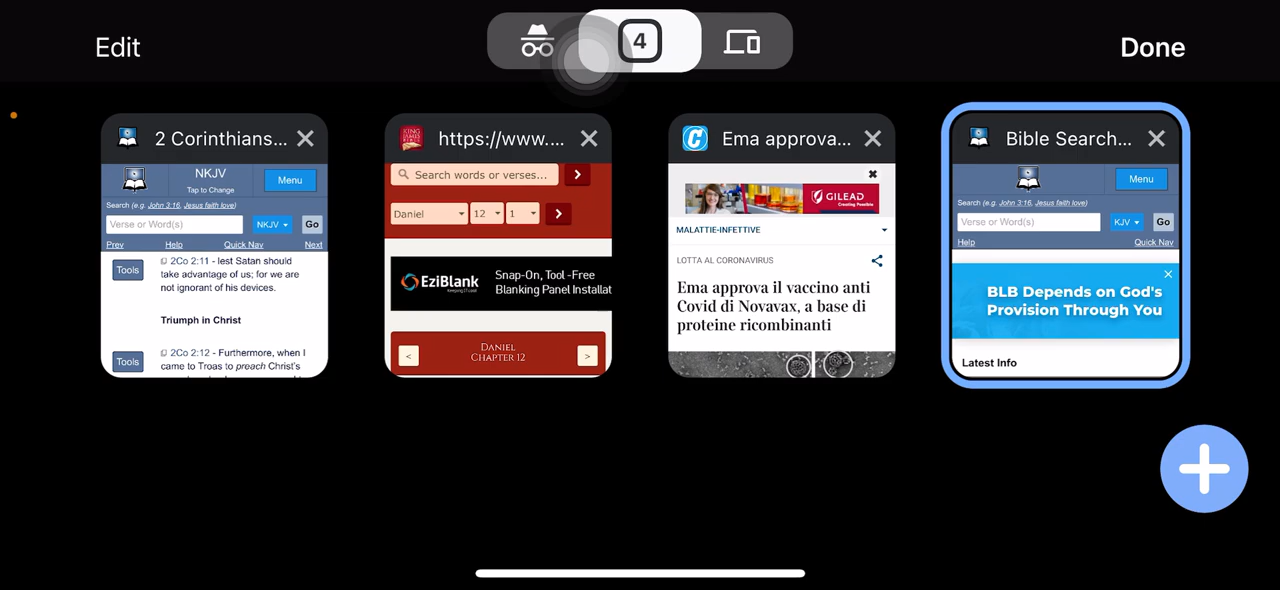 Edit
4
Done
2 Corinthians...
NKJV
Tap to Change
Menu
Search (e.g. John 3:16, Jesus faith love)
Verse or Word(s)
NKJV
Go
Prev
Help
Quick Nav
Next
Tools
2Co 2:11 - lest Satan should
take advantage of us; for we are
not ignorant of his devices.
Triumph in Christ
Tools
2Co 2:12 - Furthermore, when I
came to Troas to preach Christ's
KING JAMES BIBLE
https://www....
Search words or verses...
Daniel
12
1
EziBlank
Snap-On, Tool -Free
Blanking Panel Installat
<
DANIEL
CHAPTER 12
>
Ema approva...
GILEAD
Creating Possible
MALATTIE-INFETTIVE
LOTTA AL CORONAVIRUS
Ema approva il vaccino anti
Covid di Novavax, a base di
proteine ricombinanti
Bible Search...
Menu
Search (e.g. John 3:16, Jesus faith love)
Verse or Word(s)
KJV
Go
Help
Quick Nav
BLB Depends on God's
Provision Through You
Latest Info